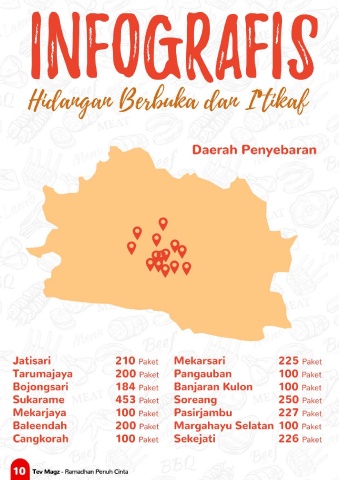 INFOGRAFIS
Hidangan Berbuka dan I'tikaf
Daerah Penyebaran
Jatisari 210 Paket
Tarumajaya 200 Paket
Bojongsari 184 Paket
Sukarame 453 Paket
Mekarjaya 100 Paket
Baleendah 200 Paket
Cangkorah 100 Paket
Mekarsari 225 Paket
Pangauban 100 Paket
Banjaran Kulon 100 Paket
Soreang 250 Paket
Pasirjambu 227 Paket
Margahayu Selatan 100 Paket
Sekejati 226 Paket
10 Tev Magz - Ramadhan Penuh Cinta